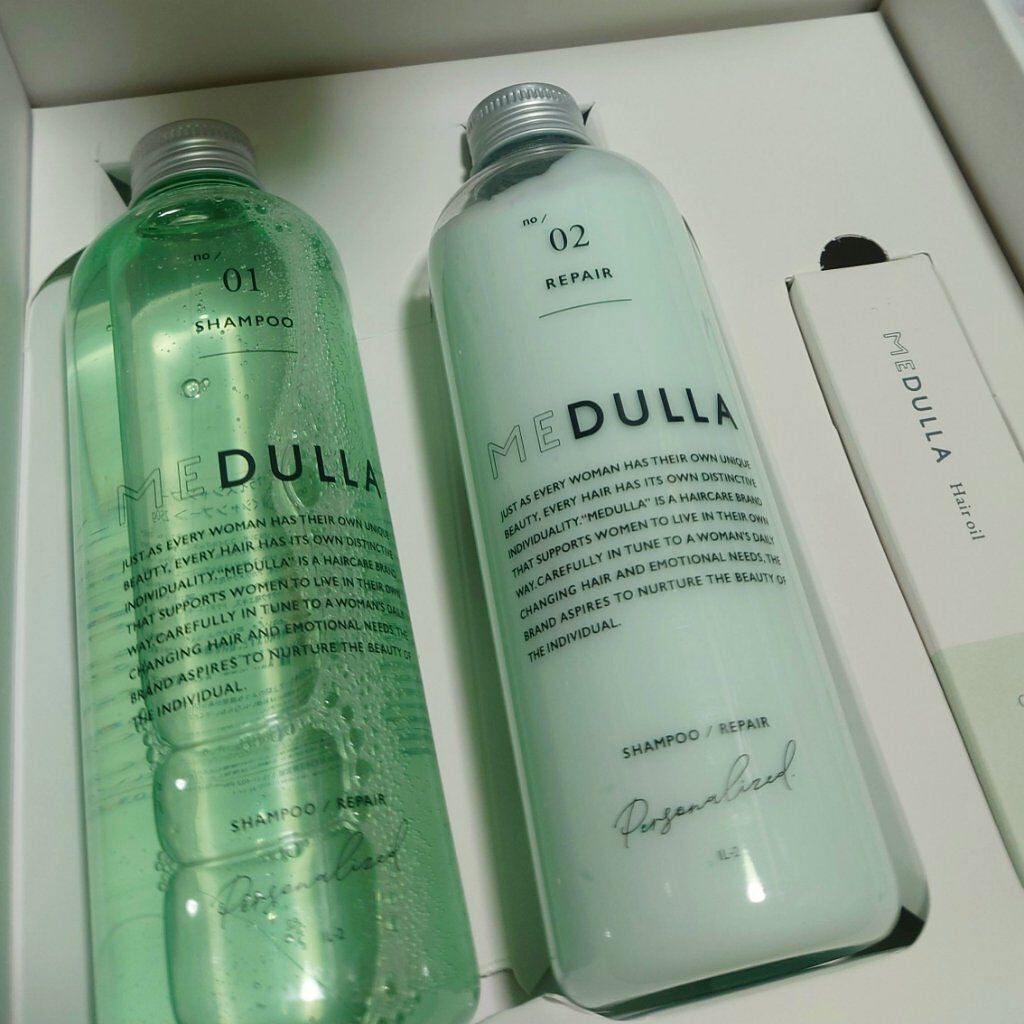 no /
01
SHAMPOO
MEDULLA
JUST AS EVERY WOMAN HAS THEIR OWN UNIQUE
BEAUTY, EVERY HAIR HAS ITS OWN DISTINCTIVE
INDIVIDUALITY. "MEDULLA" IS A HAIRCARE BRAND
THAT SUPPORTS WOMEN TO LIVE IN THEIR OWN
WAY. CAREFULLY IN TUNE TO A WOMAN'S DAILY
CHANGING HAIR AND EMOTIONAL NEEDS, THE
BRAND ASPIRES TO NURTURE THE BEAUTY OF
THE INDIVIDUAL.
SHAMPOO / REPAIR
Personalized.
IL-2
no /
02
REPAIR
MEDULLA
JUST AS EVERY WOMAN HAS THEIR OWN UNIQUE
BEAUTY, EVERY HAIR HAS ITS OWN DISTINCTIVE
INDIVIDUALITY. "MEDULLA" IS A HAIRCARE BRAND
THAT SUPPORTS WOMEN TO LIVE IN THEIR OWN
WAY. CAREFULLY IN TUNE TO A WOMAN'S DAILY
CHANGING HAIR AND EMOTIONAL NEEDS, THE
BRAND ASPIRES TO NURTURE THE BEAUTY OF
THE INDIVIDUAL.
SHAMPOO / REPAIR
Personalized.
IL-2
MEDULLA Hair oil